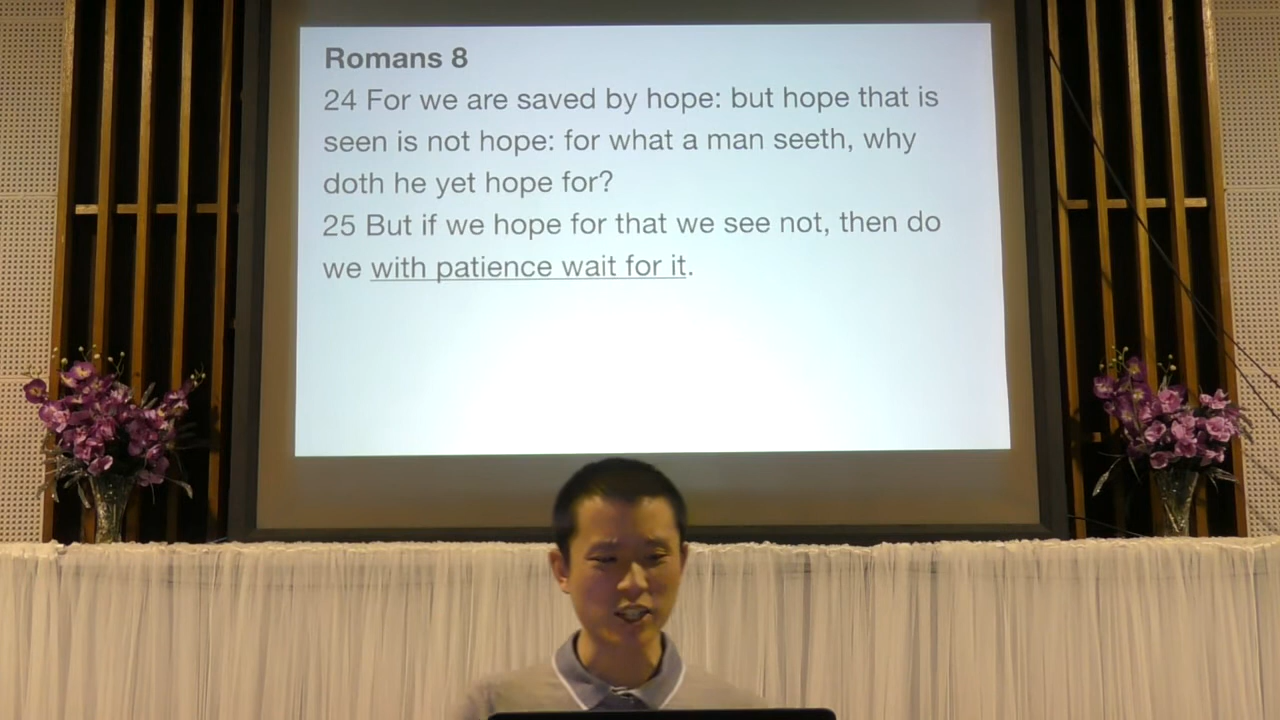 Romans 8
24 For we are saved by hope: but hope that is
seen is not hope: for what a man seeth, why
doth he yet hope for?
25 But if we hope for that we see not, then do
we with patience wait for it.